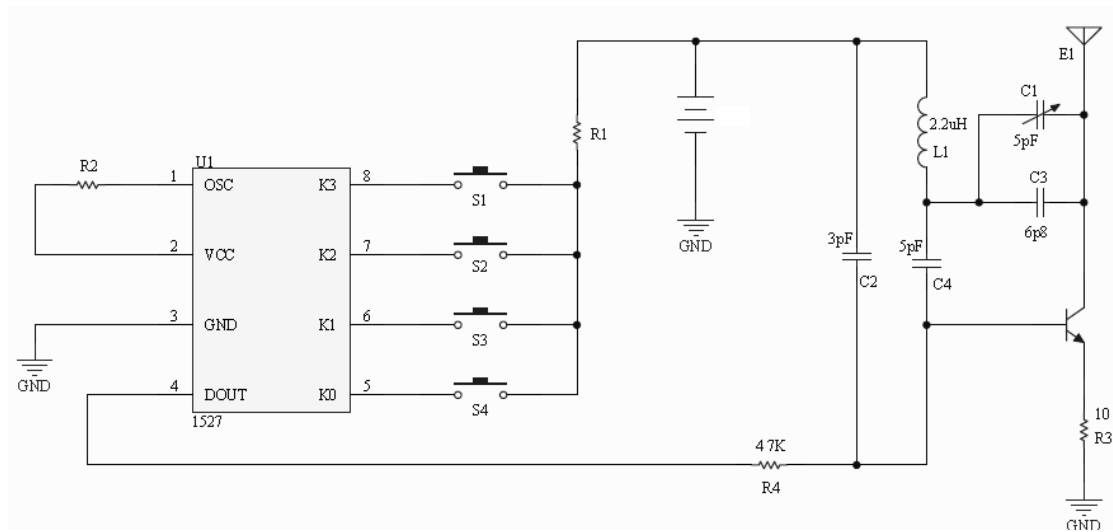 E1
C1
5pF
2.2uH
L1
R1
R2
U1
1 OSC K3 8
S1
C3
6p8
GND
2 VCC K2 7
S2
3pF
C2
5pF
C4
3 GND K1 6
S3
GND
4 DOUT K0 5
S4
1527
10
R3
47K
R4
GND